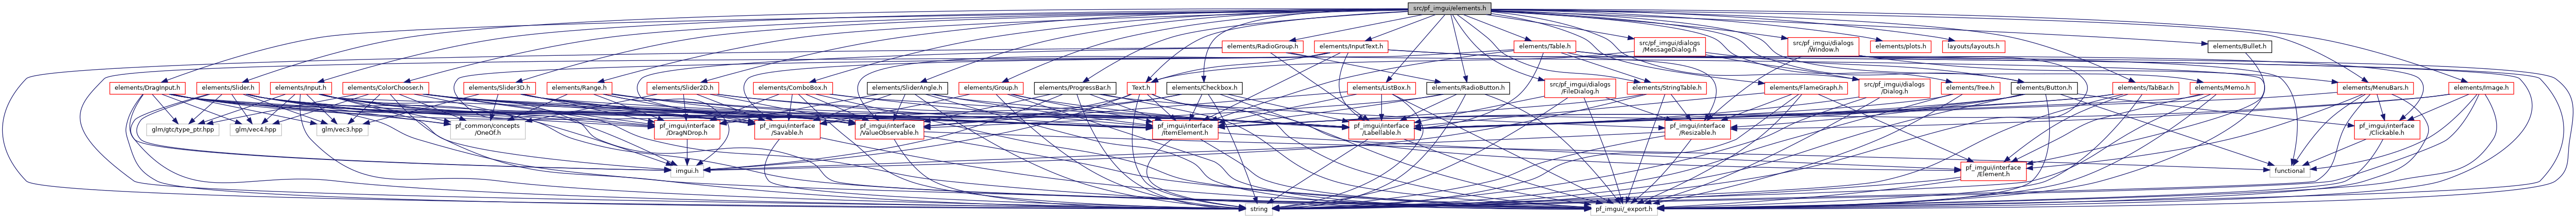 src/pf_imgui/elements.h
elements/RadioGroup.h
elements/InputText.h
elements/Table.h
src/pf_imgui/dialogs
/MessageDialog.h
src/pf_imgui/dialogs
/Window.h
elements/plots.h
layouts/layouts.h
elements/Bullet.h
elements/DragInput.h
elements/Slider.h
elements/Input.h
elements/ColorChooser.h
elements/Slider3D.h
elements/Range.h
elements/Slider2D.h
elements/ComboBox.h
elements/SliderAngle.h
elements/Group.h
elements/ProgressBar.h
Text.h
elements/Checkbox.h
elements/ListBox.h
elements/RadioButton.h
src/pf_imgui/dialogs
/FileDialog.h
elements/StringTable.h
elements/FlameGraph.h
src/pf_imgui/dialogs
/Dialog.h
elements/Tree.h
elements/Button.h
elements/TabBar.h
elements/Memo.h
elements/MenuBars.h
elements/Image.h
glm/gtc/type_ptr.hpp
glm/vec4.hpp
glm/vec3.hpp
pf_common/concepts
/OneOf.h
pf_imgui/interface
/DragNDrop.h
pf_imgui/interface
/Savable.h
pf_imgui/interface
/ValueObservable.h
pf_imgui/interface
/ItemElement.h
pf_imgui/interface
/Labellable.h
pf_imgui/interface
/Resizable.h
pf_imgui/interface
/Clickable.h
imgui.h
pf_imgui/interface
/Element.h
functional
string
pf_imgui/_export.h